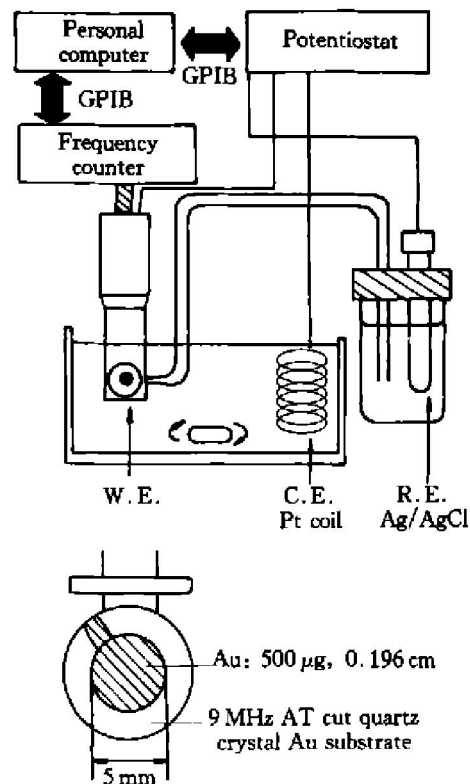 Personal
computer
Potentiostat
GPIB
GPIB
Frequency
counter
W.E.
C.E.
Pt coil
R.E.
Ag/AgCl
Au: 500 μg, 0.196 cm
9 MHz AT cut quartz
crystal Au substrate
5 mm